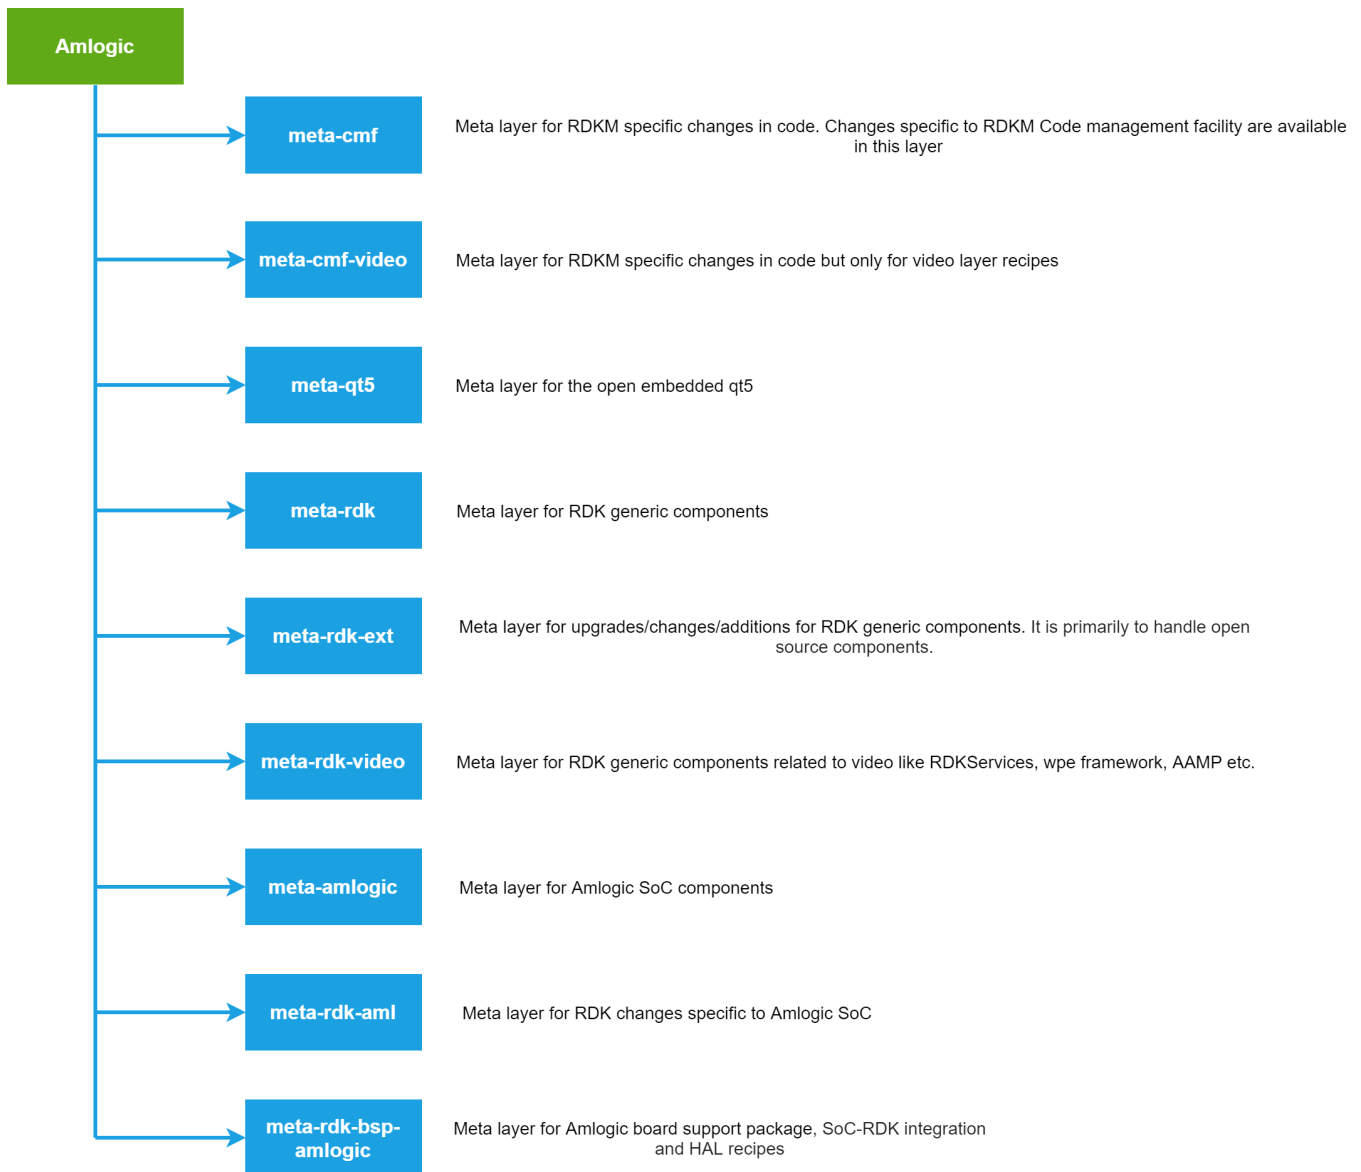 Amlogic
meta-cmf
Meta layer for RDKM specific changes in code. Changes specific to RDKM Code management facility are available
in this layer
meta-cmf-video
Meta layer for RDKM specific changes in code but only for video layer recipes
meta-qt5
Meta layer for the open embedded qt5
meta-rdk
Meta layer for RDK generic components
meta-rdk-ext
Meta layer for upgrades/changes/additions for RDK generic components. It is primarily to handle open
source components.
meta-rdk-video
Meta layer for RDK generic components related to video like RDKServices, wpe framework, AAMP etc.
meta-amlogic
Meta layer for Amlogic SoC components
meta-rdk-aml
Meta layer for RDK changes specific to Amlogic SoC
meta-rdk-bsp-
amlogic
Meta layer for Amlogic board support package, SoC-RDK integration
and HAL recipes